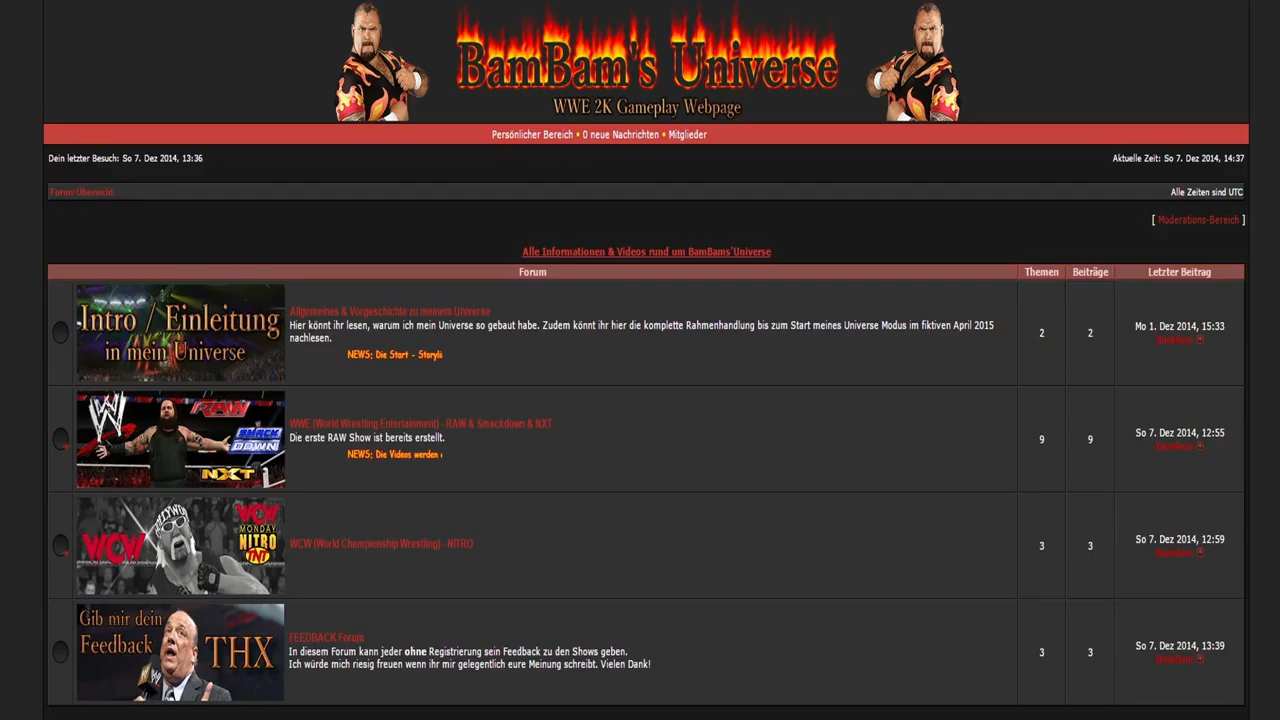 BamBam's Universe
WWE 2K Gameplay Webpage
Persönlicher Bereich • 0 neue Nachrichten • Mitglieder
Dein letzter Besuch: So 7. Dez 2014, 13:36
Aktuelle Zeit: So 7. Dez 2014, 14:37
Foren-Übersicht
Alle Zeiten sind UTC
[ Moderations-Bereich ]
Alle Informationen & Videos rund um BamBams'Universe
Forum Themen Beiträge Letzter Beitrag
Intro / Einleitung
in mein Universe
Allgemeines & Vorgeschichte zu meinem Universe
Hier könnt ihr lesen, warum ich mein Universe so gebaut habe. Zudem könnt ihr hier die komplette Rahmenhandlung bis zum Start meines Universe Modus im fiktiven April 2015
nachlesen.
NEWS: Die Start - Storyli
2 2
Mo 1. Dez 2014, 15:33
W
RAW
SMACK
DOWN
NXT
WWE (World Wrestling Entertainment) - RAW & Smackdown & NXT
Die erste RAW Show ist bereits erstellt.
NEWS: Die Videos werden
9 9
So 7. Dez 2014, 12:55
HOLLYWOOD
WCW
WCW
MONDAY
NITRO
TNT
WCW (World Championship Wrestling) - NITRO
3 3
So 7. Dez 2014, 12:59
Gib mir dein
Feedback
THX
FEEDBACK Forum
In diesem Forum kann jeder ohne Registrierung sein Feedback zu den Shows geben.
Ich würde mich riesig freuen wenn ihr mir gelegentlich eure Meinung schreibt. Vielen Dank!
3 3
So 7. Dez 2014, 13:39